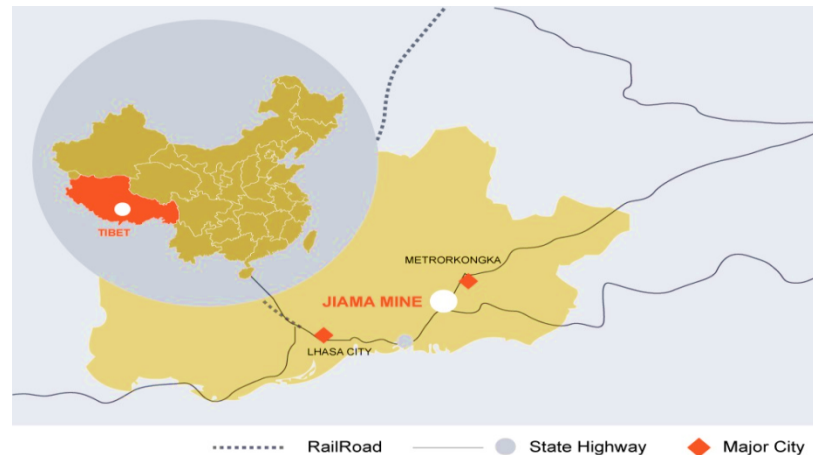 TIBET
METRORKONGKA
JIAMA MINE
LHASA CITY
RailRoad
State Highway
Major City